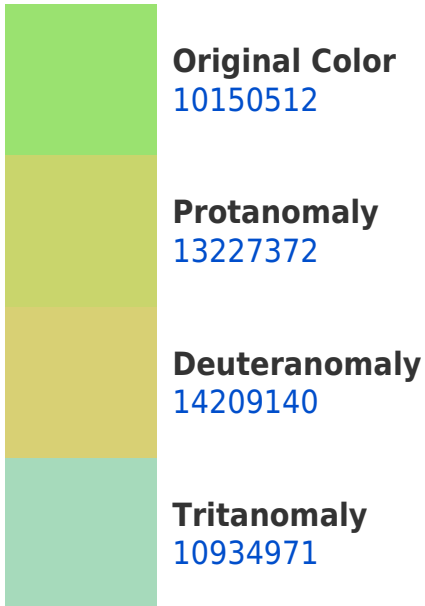 Original Color
10150512
Protanomaly
13227372
Deuteranomaly
14209140
Tritanomaly
10934971